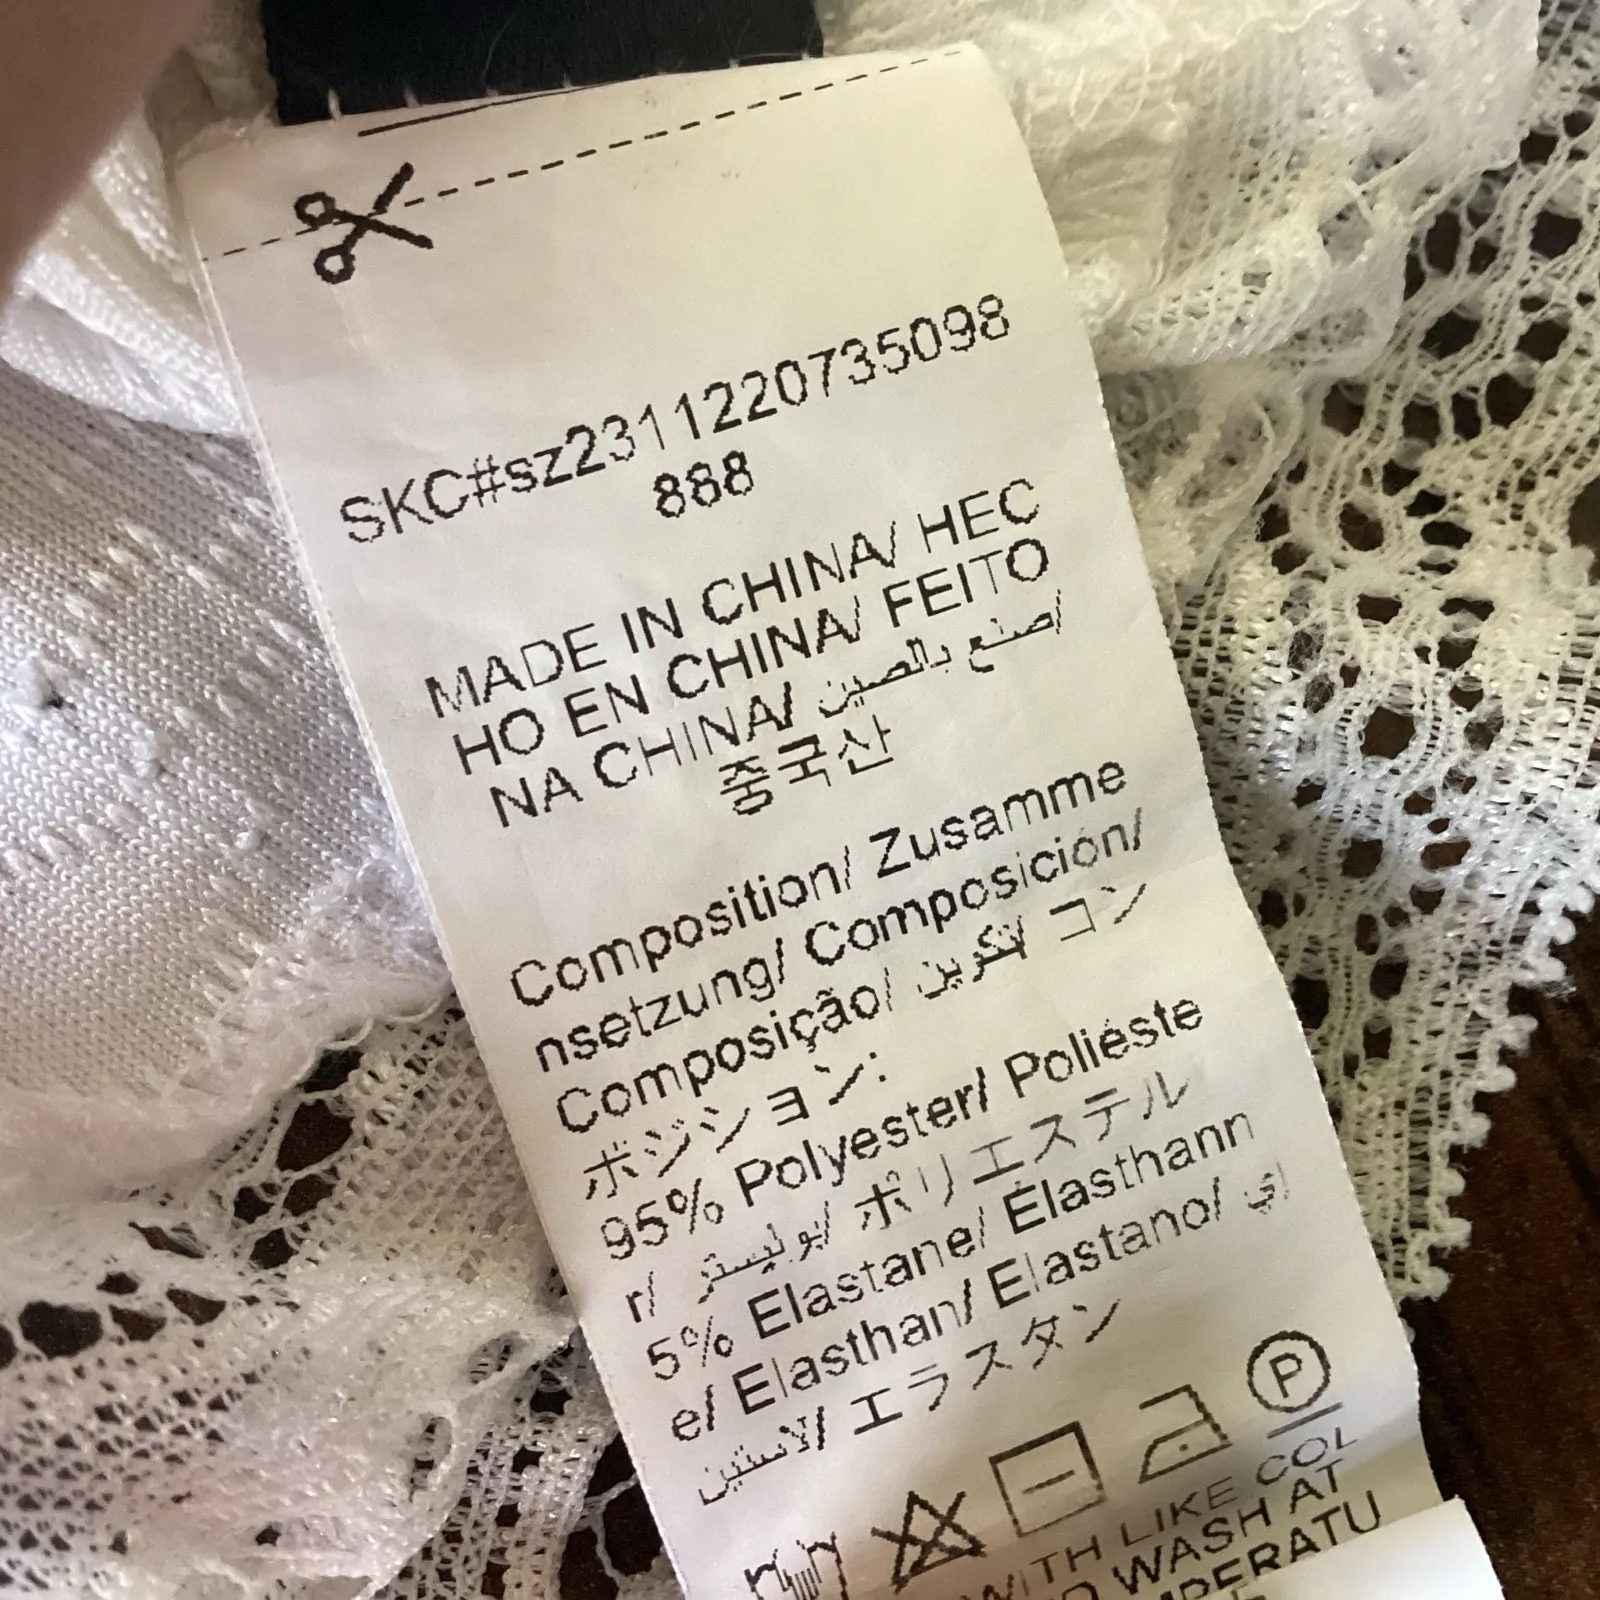 SKC#sz2311220735098
888
MADE IN CHINA/ HEC
HO EN CHINA/ FEITO
NA CHINA/ صنع بالصين/
중국산
Composition/ Zusamme
nsetzung/ Composición/
Composição/ تكوين/ コン
ポジション:
95% Polyester/ Poliéste
r/ بوليستر/ ポリエステル
5% Elastane/ Élasthann
e/ Elasthan/ Elastano/
エラスタン
P
WITH LIKE COL
WASH AT